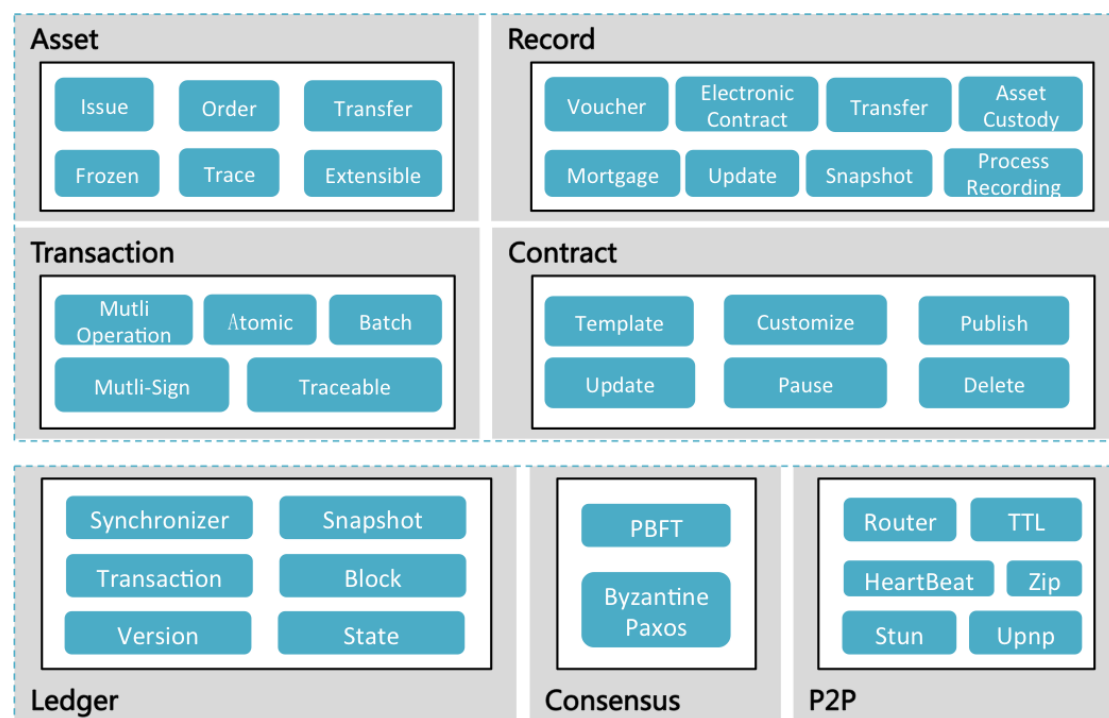 Asset
Issue
Order
Transfer
Frozen
Trace
Extensible
Record
Voucher
Electronic
Contract
Transfer
Asset
Custody
Mortgage
Update
Snapshot
Process
Recording
Transaction
Mutli
Operation
Atomic
Batch
Mutli-Sign
Traceable
Contract
Template
Customize
Publish
Update
Pause
Delete
Synchronizer
Snapshot
Transaction
Block
Version
State
Ledger
PBFT
Byzantine
Paxos
Consensus
Router
TTL
HeartBeat
Zip
Stun
Upnp
P2P